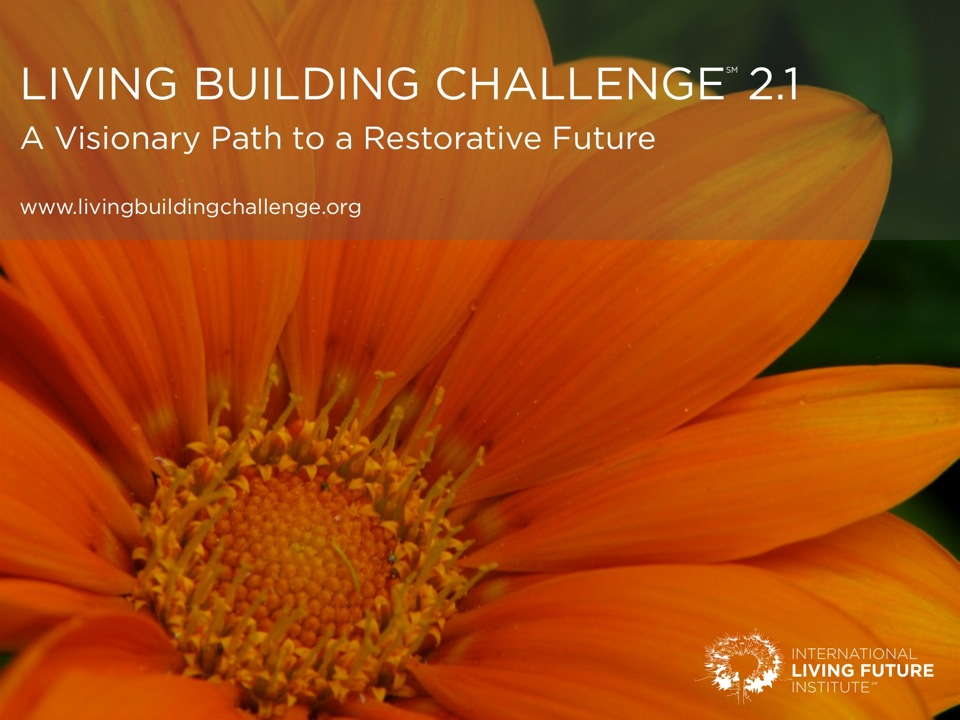 LIVING BUILDING CHALLENGE℠ 2.1
A Visionary Path to a Restorative Future
www.livingbuildingchallenge.org
INTERNATIONAL
LIVING FUTURE
INSTITUTE℠